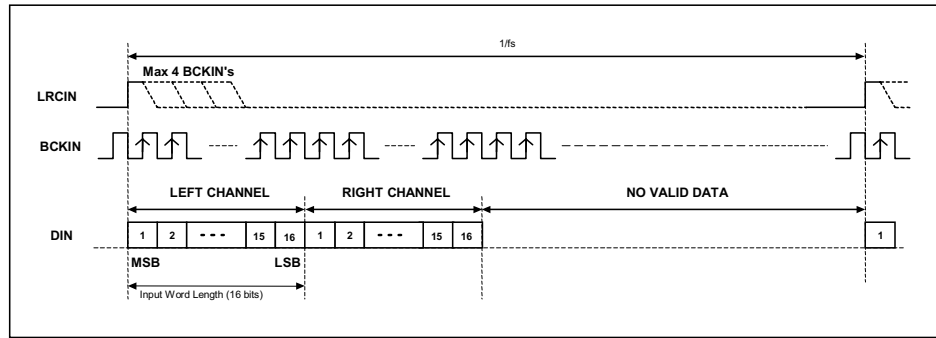 1/fs
Max 4 BCKIN's
LRCIN
BCKIN
LEFT CHANNEL RIGHT CHANNEL NO VALID DATA
DIN 1 2 15 16 1 2 15 16 1
MSB LSB
Input Word Length (16 bits)